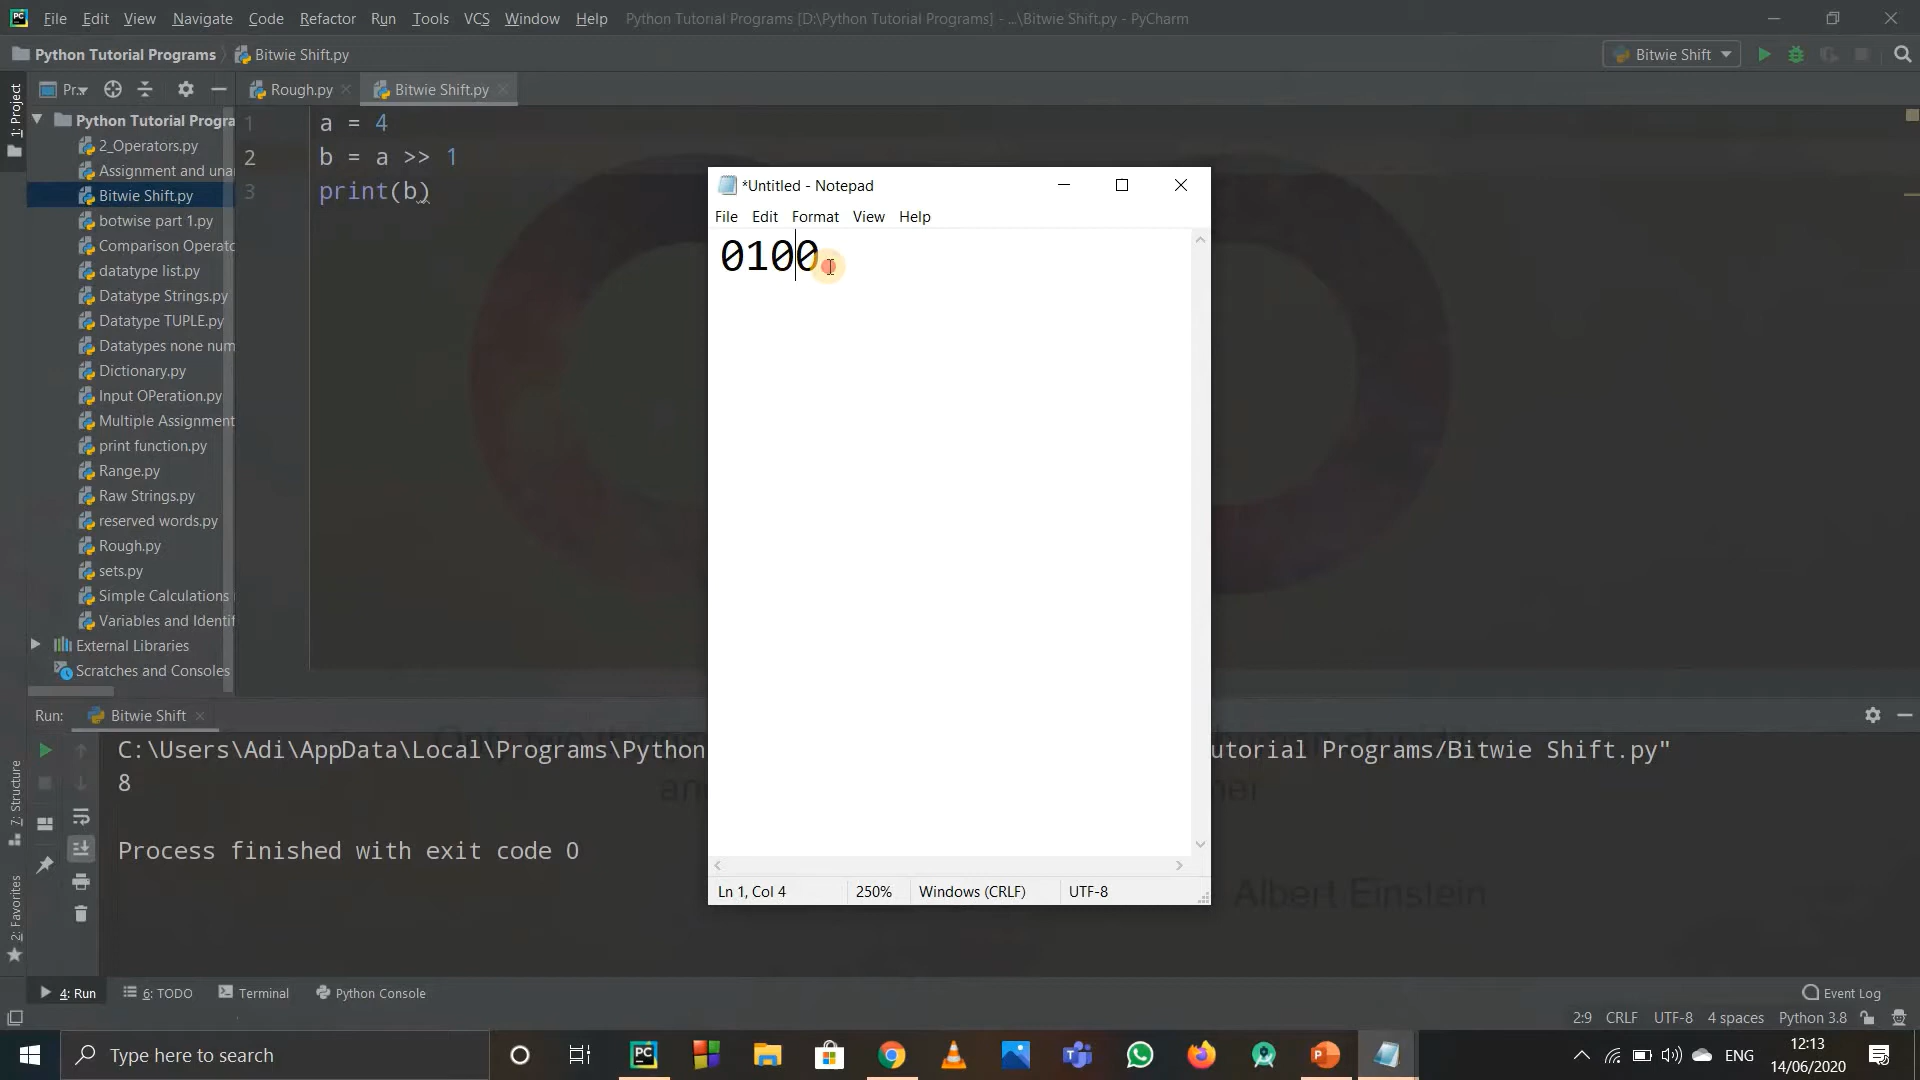 File Edit View Navigate Code Refactor Run Tools VCS Window Help Python Tutorial Programs [D:\Python Tutorial Programs] - ...\Bitwie Shift.py - PyCharm
Python Tutorial Programs Bitwie Shift.py Bitwie Shift
1: Project
Pr... Rough.py Bitwie Shift.py
Python Tutorial Progra
2_Operators.py
Assignment and una
Bitwie Shift.py
botwise part 1.py
Comparison Operato
datatype list.py
Datatype Strings.py
Datatype TUPLE.py
Datatypes none num
Dictionary.py
Input OPeration.py
Multiple Assignment
print function.py
Range.py
Raw Strings.py
reserved words.py
Rough.py
sets.py
Simple Calculations
Variables and Identif
External Libraries
Scratches and Consoles
1 a = 4
2 b = a >> 1
3 print(b)
*Untitled - Notepad
File Edit Format View Help
0100
Ln 1, Col 4 250% Windows (CRLF) UTF-8
Run: Bitwie Shift
C:\Users\Adi\AppData\Local\Programs\Python utorial Programs/Bitwie Shift.py"
8
Process finished with exit code 0
Albert Einstein
7: Structure
2: Favorites
4: Run 6: TODO Terminal Python Console Event Log
2:9 CRLF UTF-8 4 spaces Python 3.8
Type here to search
ENG
12:13
14/06/2020